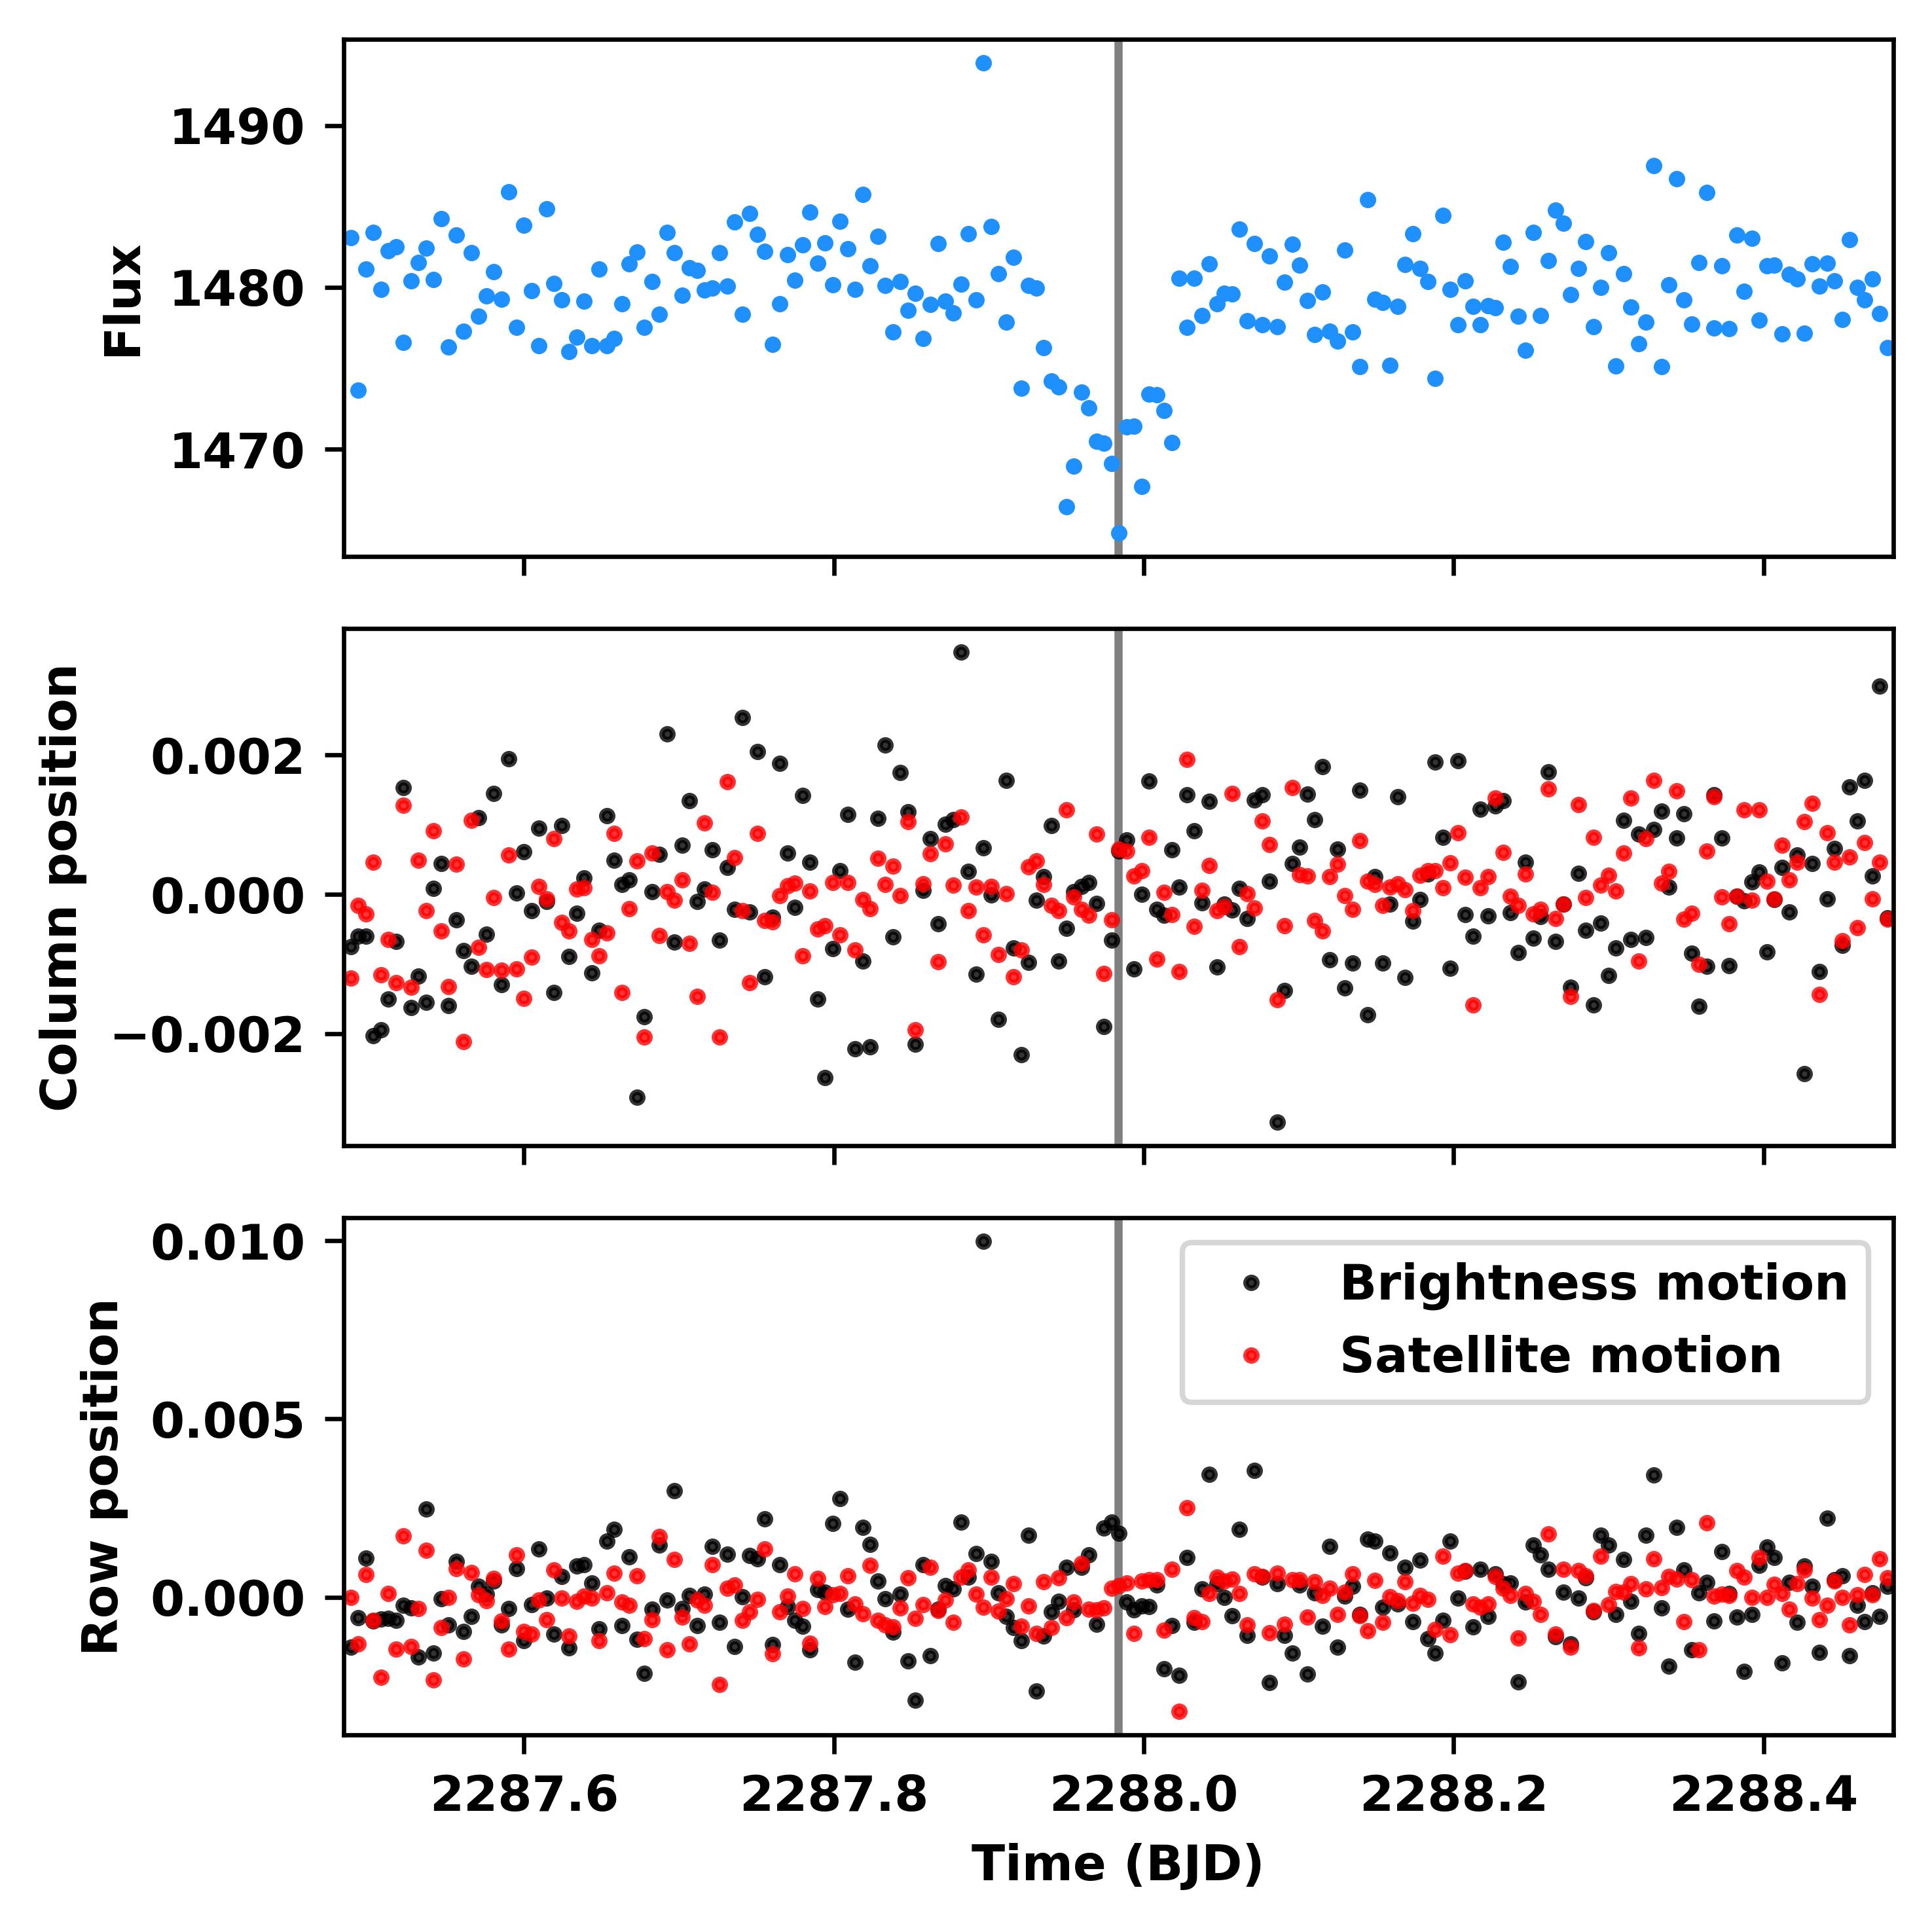 Flux
1490
1480
1470
Column position
0.002
0.000
−0.002
Row position
0.010
0.005
0.000
Brightness motion
Satellite motion
2287.6 2287.8 2288.0 2288.2 2288.4
Time (BJD)